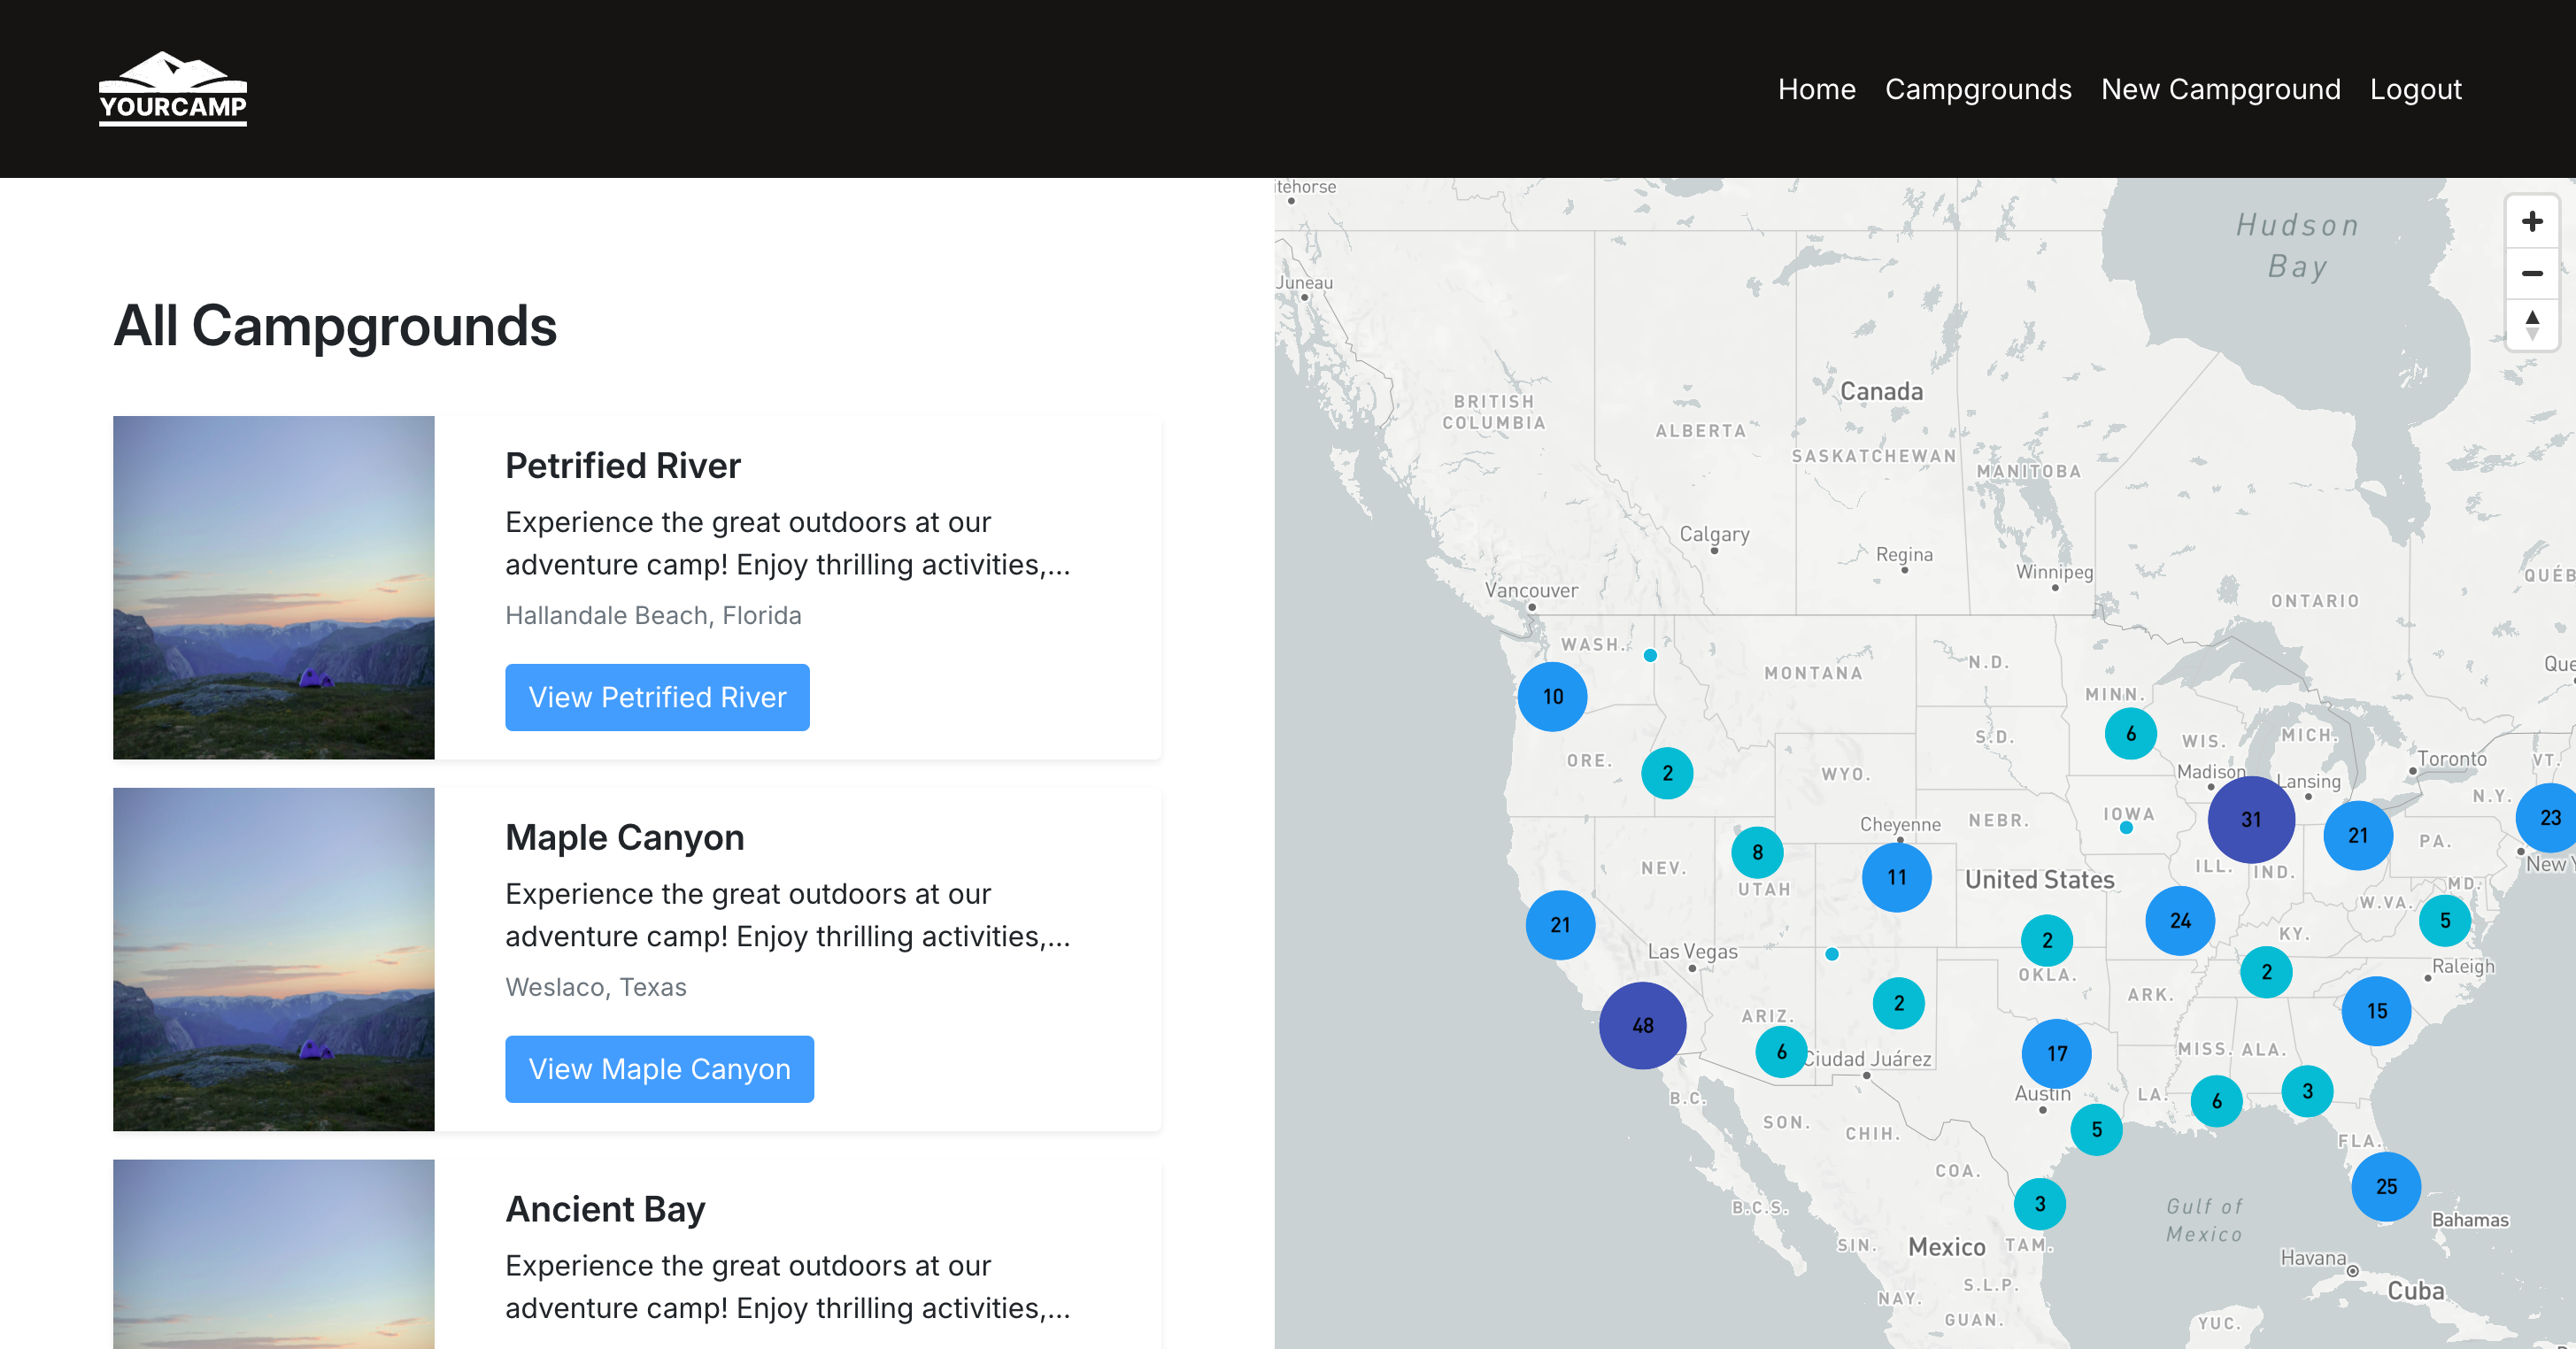 YOURCAMP
Home Campgrounds New Campground Logout
All Campgrounds
Petrified River
Experience the great outdoors at our
adventure camp! Enjoy thrilling activities,...
Hallandale Beach, Florida
View Petrified River
Maple Canyon
Experience the great outdoors at our
adventure camp! Enjoy thrilling activities,...
Weslaco, Texas
View Maple Canyon
Ancient Bay
Experience the great outdoors at our
adventure camp! Enjoy thrilling activities,...
itehorse
Hudson
Bay
Juneau
Canada
BRITISH
COLUMBIA
ALBERTA
SASKATCHEWAN
MANITOBA
Calgary
Regina
Winnipeg
QUÉB
Vancouver
ONTARIO
WASH.
N.D.
Que
MONTANA
10
MINN.
6
S.D.
WIS.
MICH.
ORE.
2
WYO.
Madison
Lansing
Toronto
VT.
N.Y.
IOWA
31
21
23
Cheyenne
NEBR.
PA.
8
NEV.
UTAH
11
United States
ILL.
IND.
New Y
MD.
W.VA.
21
24
5
KY.
2
Las Vegas
OKLA.
2
Raleigh
ARK.
2
15
ARIZ.
48
6
Ciudad Juárez
17
MISS.
ALA.
Austin
LA.
6
3
B.C.
SON.
CHIH.
5
FLA.
COA.
25
B.C.S.
3
Gulf of
Mexico
Bahamas
SIN.
Mexico
TAM.
Havana
S.L.P.
Cuba
NAY.
GUAN.
YUC.